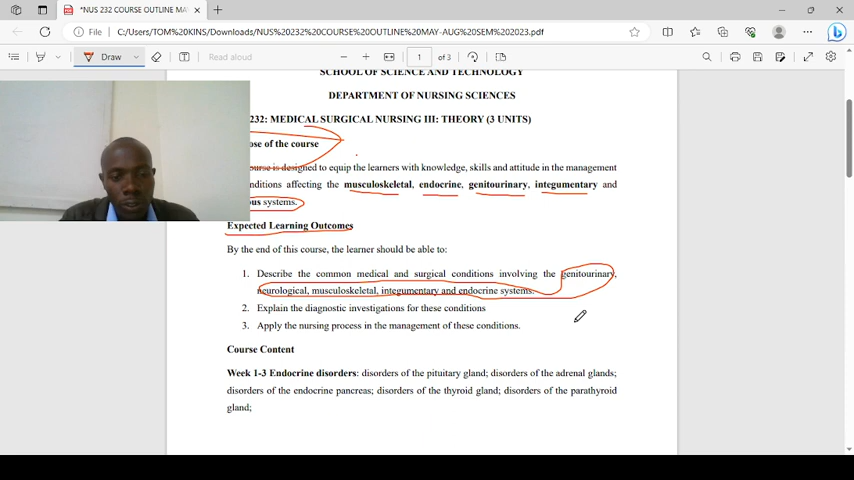 *NUS 232 COURSE OUTLINE MA
File
C:/Users/TOM%20KINS/Downloads/NUS%20232%20COURSE%20OUTLINE%20MAY-AUG%20SEM%202023.pdf
Draw
Read aloud
1 of 3
SCHOOL OF SCIENCE AND TECHNOLOGY
DEPARTMENT OF NURSING SCIENCES
232: MEDICAL SURGICAL NURSING III: THEORY (3 UNITS)
ose of the course
ourse is designed to equip the learners with knowledge, skills and attitude in the management
onditions affecting the musculoskeletal, endocrine, genitourinary, integumentary and
ous systems.
Expected Learning Outcomes
By the end of this course, the learner should be able to:
1. Describe the common medical and surgical conditions involving the genitourinary,
neurological, musculoskeletal, integumentary and endocrine systems.
2. Explain the diagnostic investigations for these conditions
3. Apply the nursing process in the management of these conditions.
Course Content
Week 1-3 Endocrine disorders: disorders of the pituitary gland; disorders of the adrenal glands;
disorders of the endocrine pancreas; disorders of the thyroid gland; disorders of the parathyroid
gland;